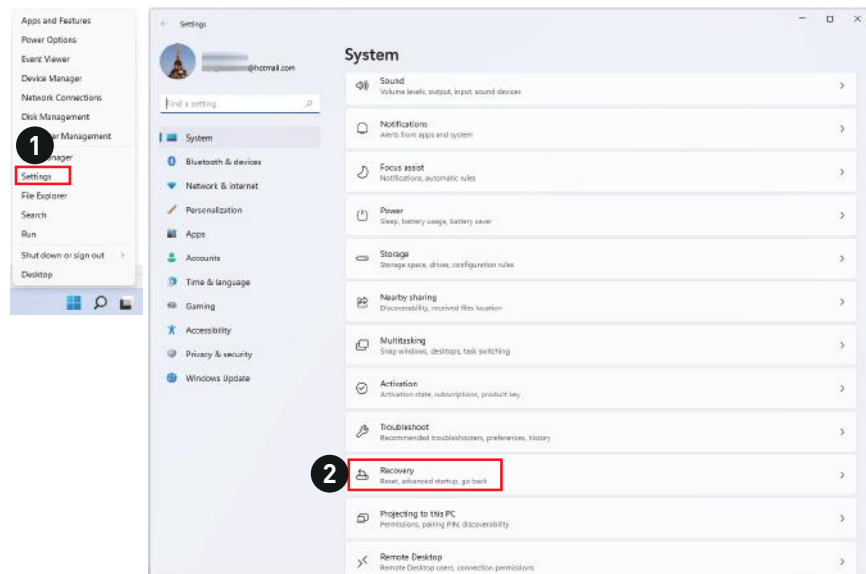 Apps and Features
Power Options
Event Viewer
Device Manager
Network Connections
Disk Management
Management
1
Settings
File Explorer
Search
Run
Shut down or sign out
Desktop
Settings
@hotmail.com
Find a setting
System
Bluetooth & devices
Network & internet
Personalization
Apps
Accounts
Time & language
Gaming
Accessibility
Privacy & security
Windows Update
System
Sound
Volume levels, output, input, sound devices
Notifications
Alerts from apps and system
Focus assist
Notifications, automatic rules
Power
Sleep, battery usage, battery saver
Storage
Storage space, drives, configuration rules
Nearby sharing
Discoverability, received files location
Multitasking
Snap windows, desktops, task switching
Activation
Activation state, subscriptions, product key
Troubleshoot
Recommended troubleshooters, preferences, history
2
Recovery
Reset, advanced startup, go back
Projecting to this PC
Permissions, pairing PIN, discoverability
Remote Desktop
Remote Desktop users, connection permissions